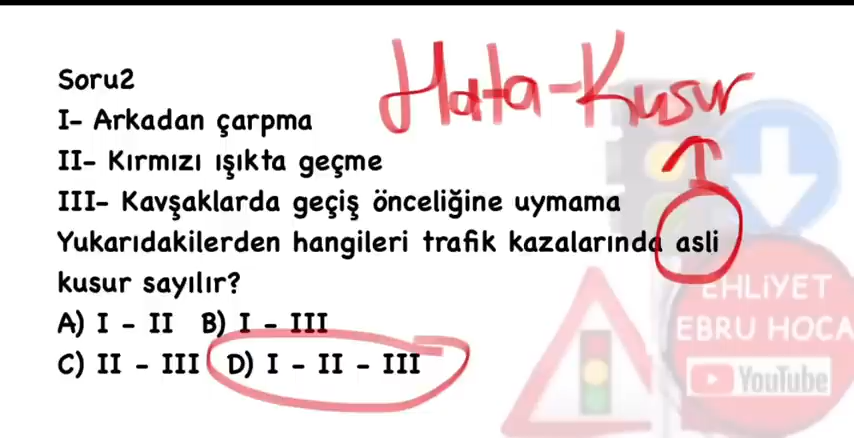 Hata-Kusur
Soru2
I- Arkadan çarpma
II- Kırmızı ışıkta geçme
III- Kavşaklarda geçiş önceliğine uymama
Yukarıdakilerden hangileri trafik kazalarında asli
kusur sayılır?
A) I - II B) I - III
C) II - III D) I - II - III
EHLİYET
EBRU HOCA
YouTube